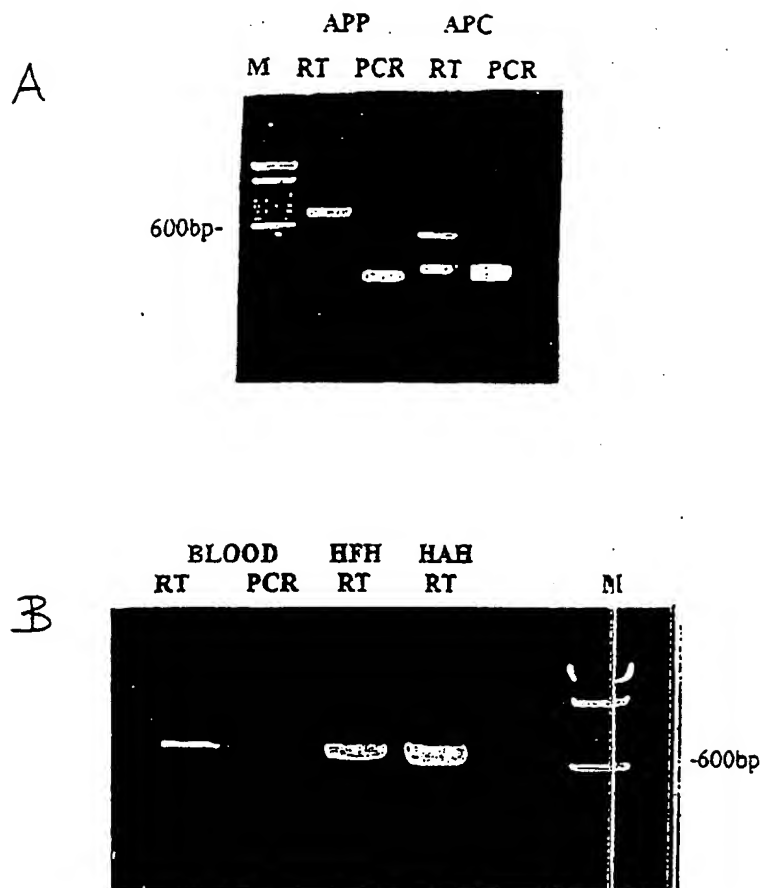 APP APC
A
M RT PCR RT PCR
600bp-
BLOOD HFH HAH
RT PCR RT RT M
B
-600bp